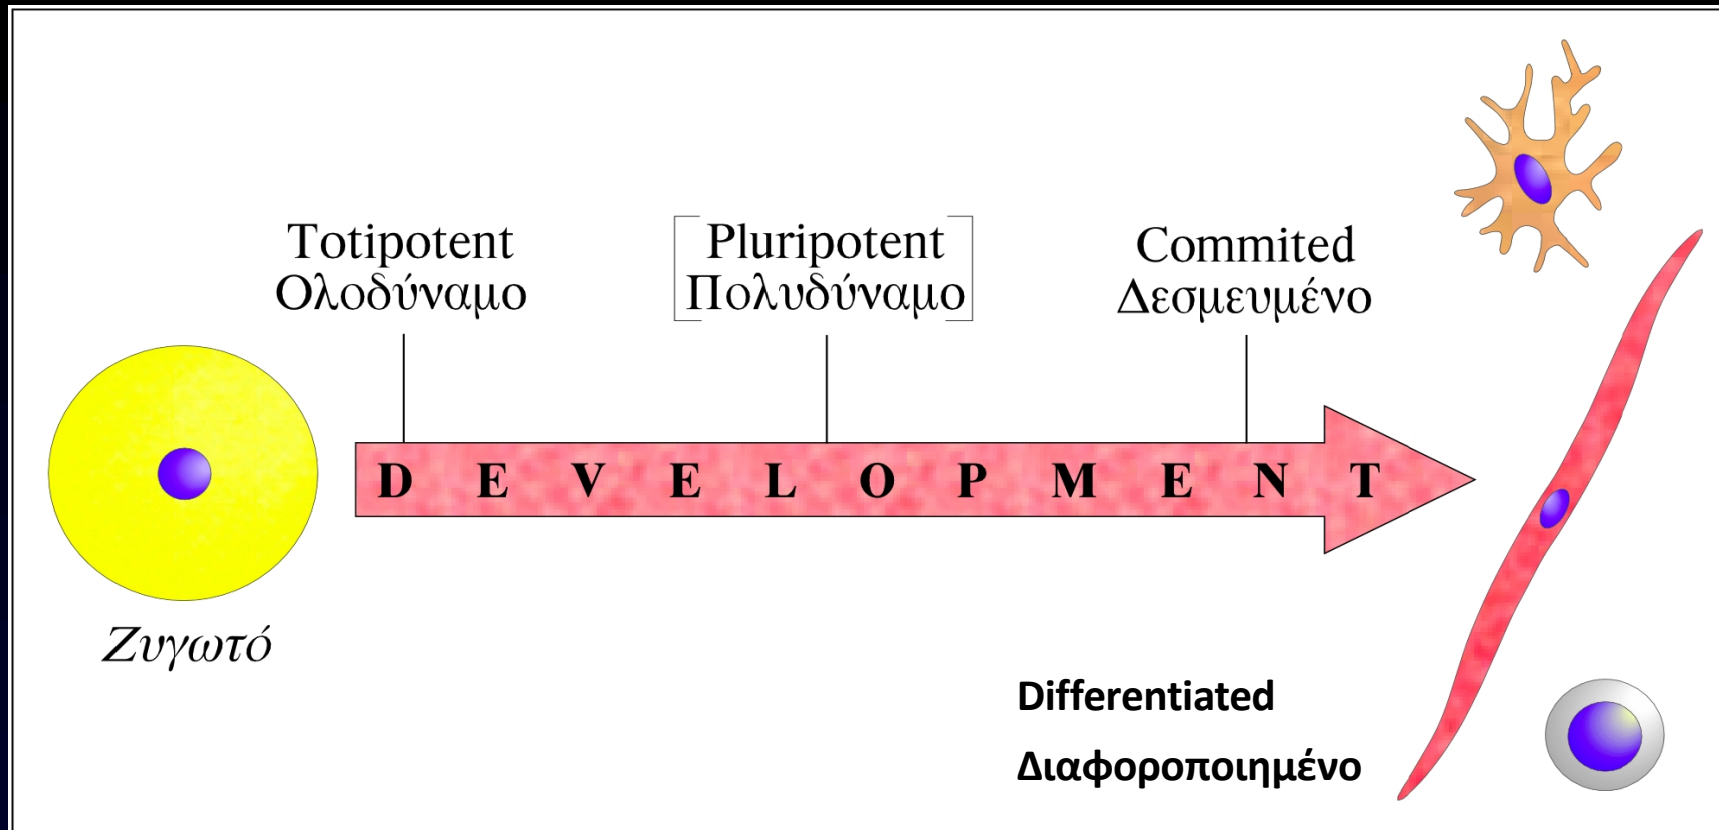 Totipotent
Ολοδύναμο
Pluripotent
Πολυδύναμο
Commited
Δεσμευμένο
D E V E L O P M E N T
Ζυγωτό
Differentiated
Διαφοροποιημένο